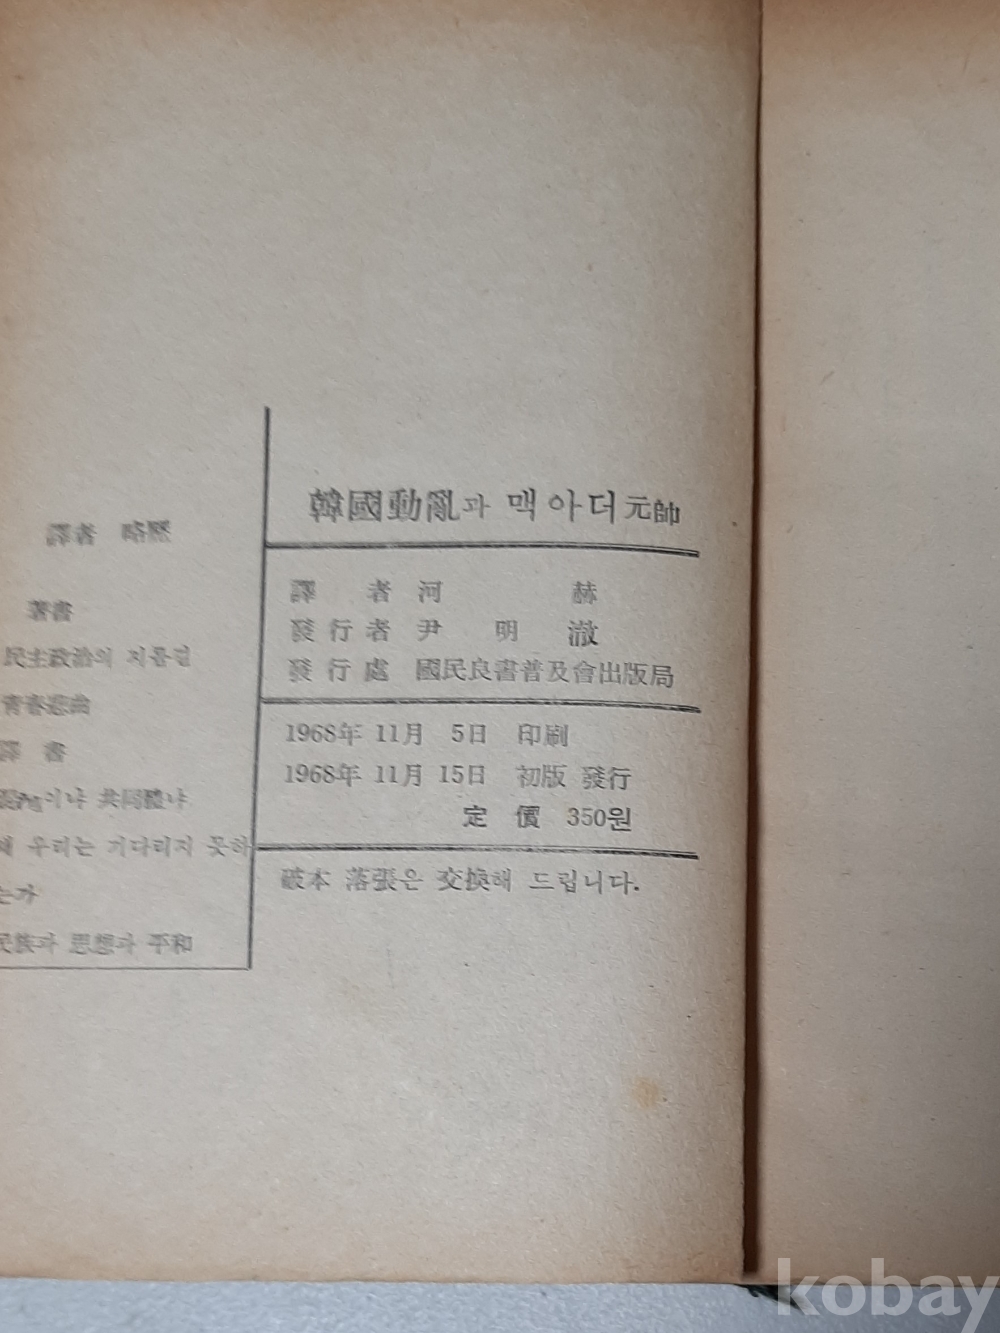 韓國動亂과 맥아더元帥
譯者 河 赫
發行者 尹 明 澈
發行處 國民良書普及會出版局
1968年 11月 5日 印刷
1968年 11月 15日 初版 發行
定 價 350원
破本 落張은 交換해 드립니다.
譯者 略歷
著書
民主政治의 지름길
靑春悲曲
譯 書
이냐 共同體냐
왜 우리는 기다리지 못하
는가
民族과 思想과 平和
kobay